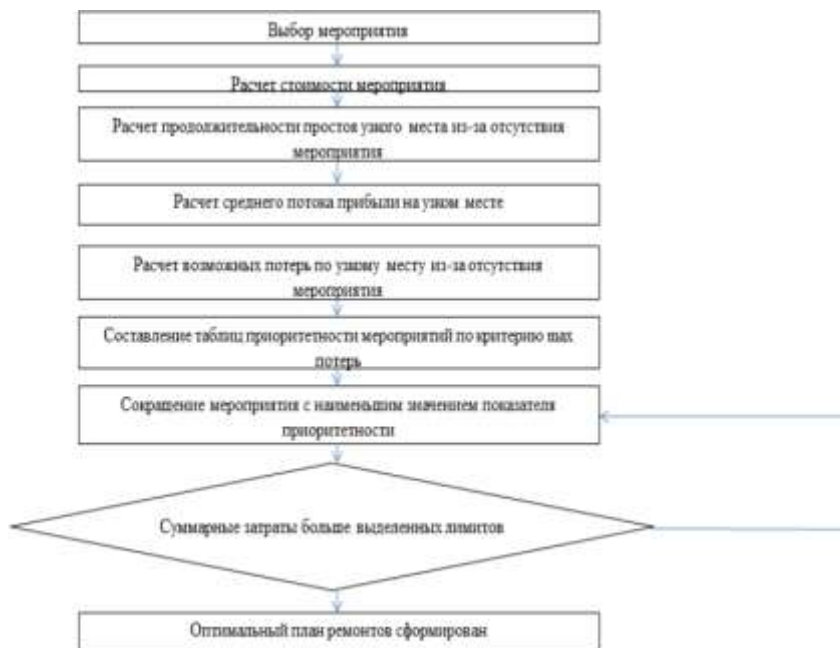 Выбор мероприятия
Расчет стоимости мероприятия
Расчет продолжительности простоя узкого места из-за отсутствия
мероприятия
Расчет среднего потока прибыли на узком месте
Расчет возможных потерь по узкому месту из-за отсутствия
мероприятия
Составление таблиц приоритетности мероприятий по критерию max
потерь
Сокращение мероприятия с наименьшим значением показателя
приоритетности
Суммарные затраты больше выделенных лимитов
Оптимальный план ремонтов сформирован